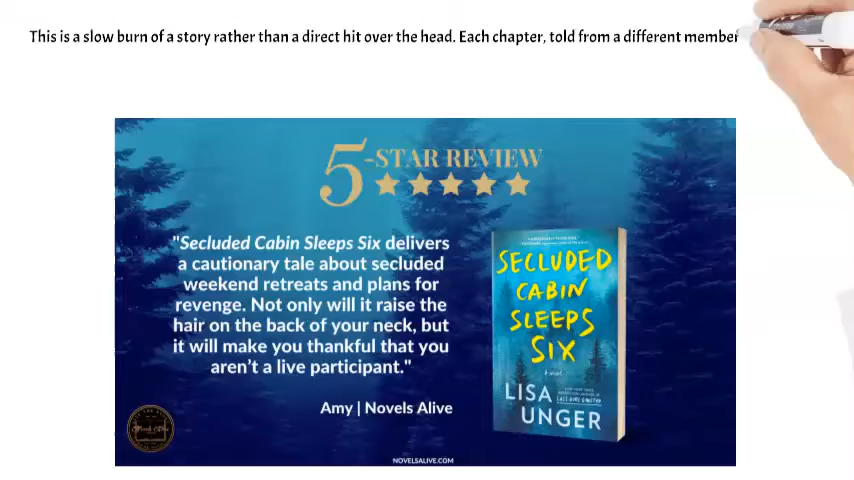 This is a slow burn of a story rather than a direct hit over the head. Each chapter, told from a different member
5-STAR REVIEW
"Secluded Cabin Sleeps Six delivers
a cautionary tale about secluded
weekend retreats and plans for
revenge. Not only will it raise the
hair on the back of your neck, but
it will make you thankful that you
aren't a live participant."
Amy | Novels Alive
SECLUDED
CABIN
SLEEPS
SIX
a novel
LISA
UNGER
NOVELSALIVE.COM